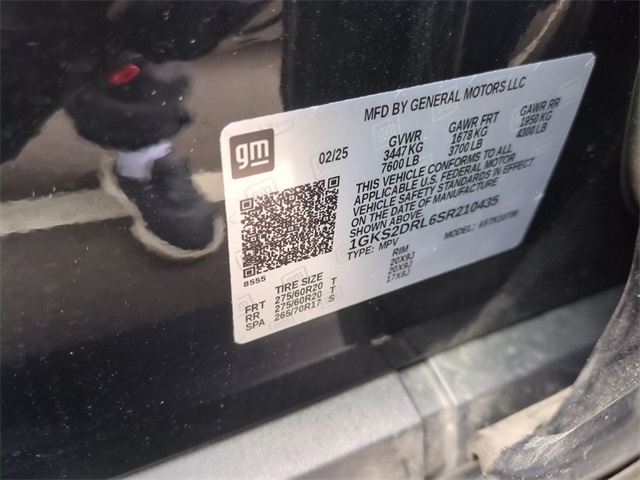 MFD BY GENERAL MOTORS LLC
gm
02/25
GVWR GAWR FRT GAWR RR
3447 KG 1678 KG 1950 KG
7600 LB 3700 LB 4300 LB
THIS VEHICLE CONFORMS TO ALL
APPLICABLE U.S. FEDERAL MOTOR
VEHICLE SAFETY STANDARDS IN EFFECT
ON THE DATE OF MANUFACTURE
SHOWN ABOVE.
1GKS2DRL6SR210435
TYPE: MPV MODEL: 6STK10706
8555
TIRE SIZE RIM
FRT 275/60R20 T 20X9J
RR 275/60R20 T 20X9J
SPA 265/70R17 S 17X8J